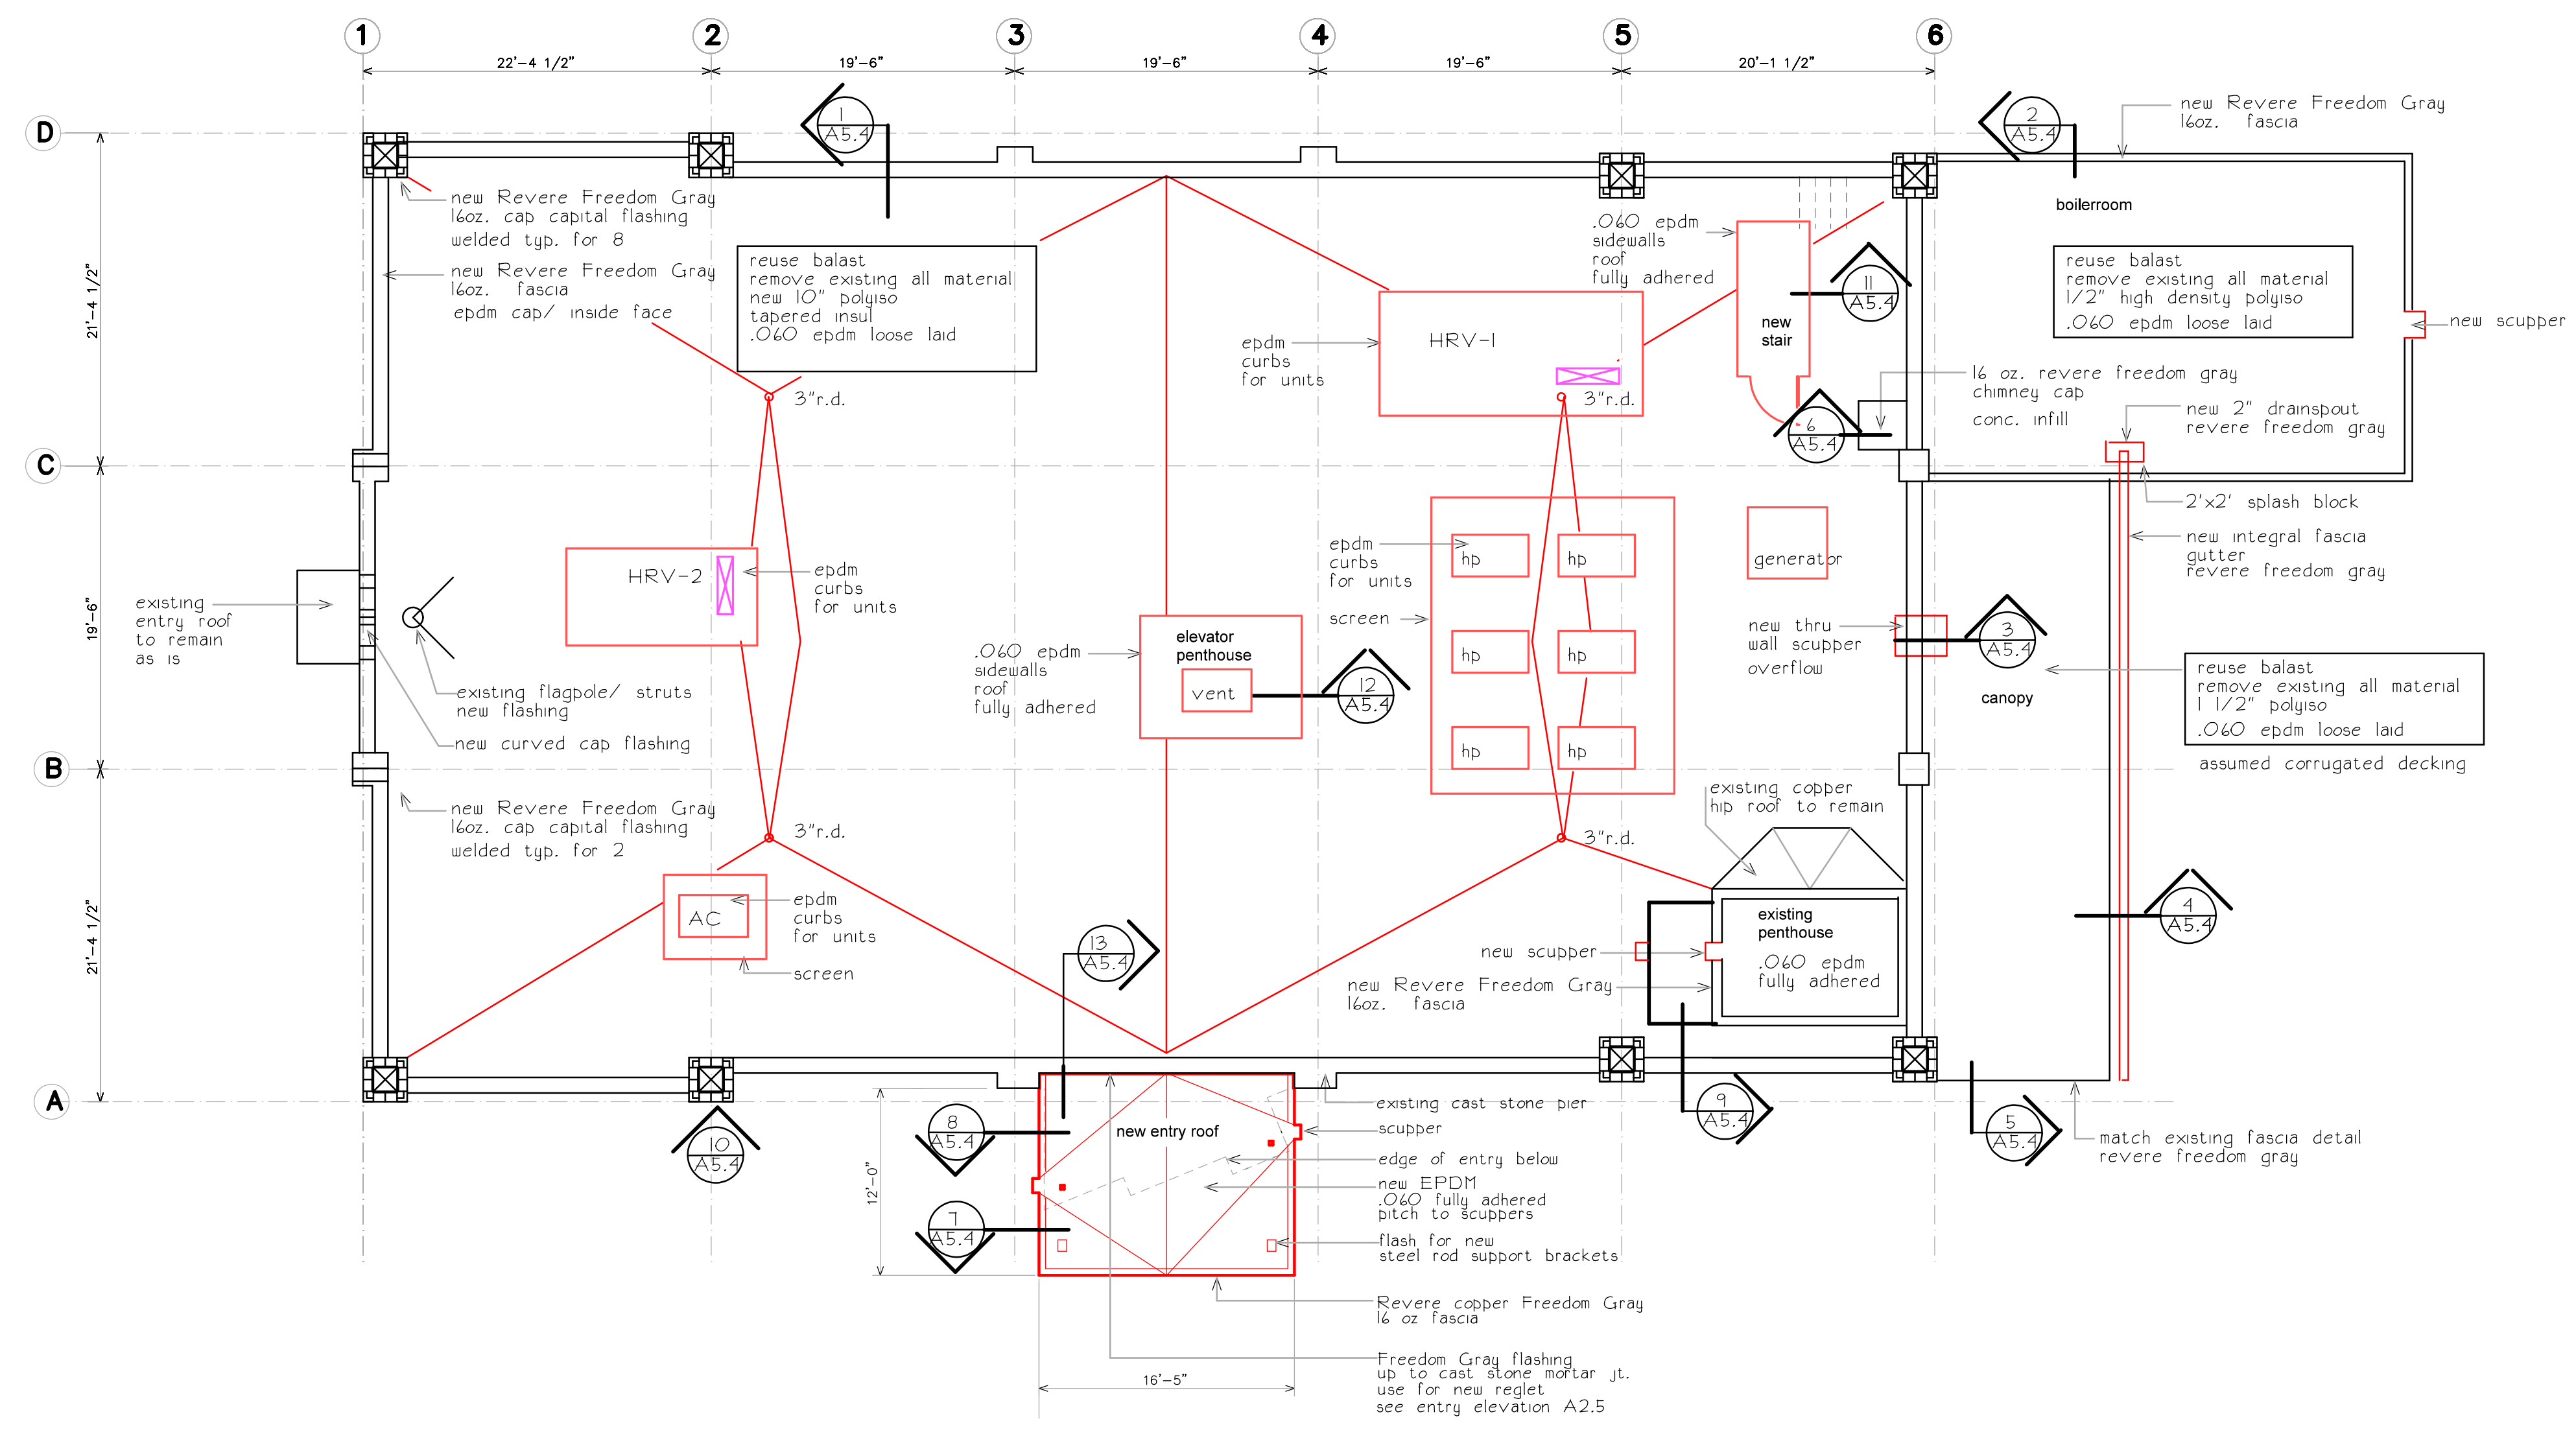 1
2
3
4
5
6
22'-4 1/2"
19'-6"
19'-6"
19'-6"
20'-1 1/2"
D
C
B
A
21'-4 1/2"
19'-6"
21'-4 1/2"
1
A5.4
2
A5.4
new Revere Freedom Gray
16oz. fascia
new Revere Freedom Gray
16oz. cap capital flashing
welded typ. for 8
new Revere Freedom Gray
16oz. fascia
epdm cap/ inside face
reuse balast
remove existing all material
new 10" polyiso
tapered insul
.060 epdm loose laid
.060 epdm
sidewalls
roof
fully adhered
boilerroom
reuse balast
remove existing all material
1/2" high density polyiso
.060 epdm loose laid
new scupper
11
A5.4
new
stair
epdm
curbs
for units
HRV-1
3"r.d.
3"r.d.
6
A5.4
16 oz. revere freedom gray
chimney cap
conc. infill
new 2" drainspout
revere freedom gray
2'x2' splash block
new integral fascia
gutter
revere freedom gray
existing
entry roof
to remain
as is
HRV-2
epdm
curbs
for units
existing flagpole/ struts
new flashing
new curved cap flashing
.060 epdm
sidewalls
roof
fully adhered
elevator
penthouse
vent
12
A5.4
epdm
curbs
for units
screen
hp
hp
hp
hp
hp
hp
generator
new thru
wall scupper
overflow
3
A5.4
canopy
reuse balast
remove existing all material
1 1/2" polyiso
.060 epdm loose laid
assumed corrugated decking
new Revere Freedom Gray
16oz. cap capital flashing
welded typ. for 2
3"r.d.
3"r.d.
existing copper
hip roof to remain
AC
epdm
curbs
for units
screen
13
A5.4
new scupper
new Revere Freedom Gray
16oz. fascia
existing
penthouse
.060 epdm
fully adhered
4
A5.4
10
A5.4
8
A5.4
7
A5.4
9
A5.4
5
A5.4
match existing fascia detail
revere freedom gray
12'-0"
new entry roof
existing cast stone pier
scupper
edge of entry below
new EPDM
.060 fully adhered
pitch to scuppers
flash for new
steel rod support brackets
Revere copper Freedom Gray
16 oz fascia
Freedom Gray flashing
up to cast stone mortar jt.
use for new reglet
see entry elevation A2.5
16'-5"